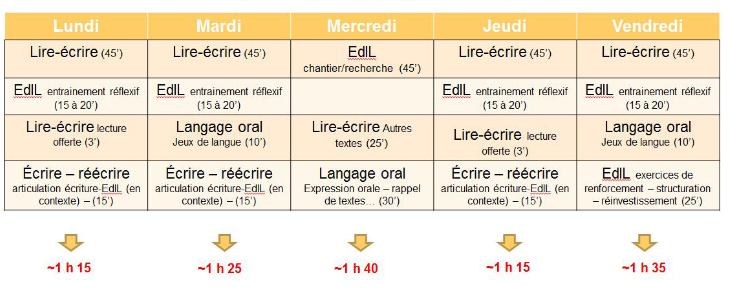 Lundi
Mardi
Mercredi
Jeudi
Vendredi
Lire-écrire (45’)
Lire-écrire (45’)
EdlL
chantier/recherche (45’)
Lire-écrire (45’)
Lire-écrire (45’)
EdlL entrainement réflexif
(15 à 20’)
EdlL entrainement réflexif
(15 à 20’)
EdlL entrainement réflexif
(15 à 20’)
EdlL entrainement réflexif
(15 à 20’)
Lire-écrire lecture
offerte (3’)
Langage oral
Jeux de langue (10’)
Lire-écrire Autres
textes (25’)
Lire-écrire lecture
offerte (3’)
Langage oral
Jeux de langue (10’)
Écrire – réécrire
articulation écriture-EdlL (en
contexte) – (15’)
Écrire – réécrire
articulation écriture-EdlL (en
contexte) – (15’)
Langage oral
Expression orale – rappel
de textes… (30’)
Écrire – réécrire
articulation écriture-EdlL (en
contexte) – (15’)
EdlL exercices de
renforcement – structuration
– réinvestissement (25’)
~1 h 15
~1 h 25
~1 h 40
~1 h 15
~1 h 35